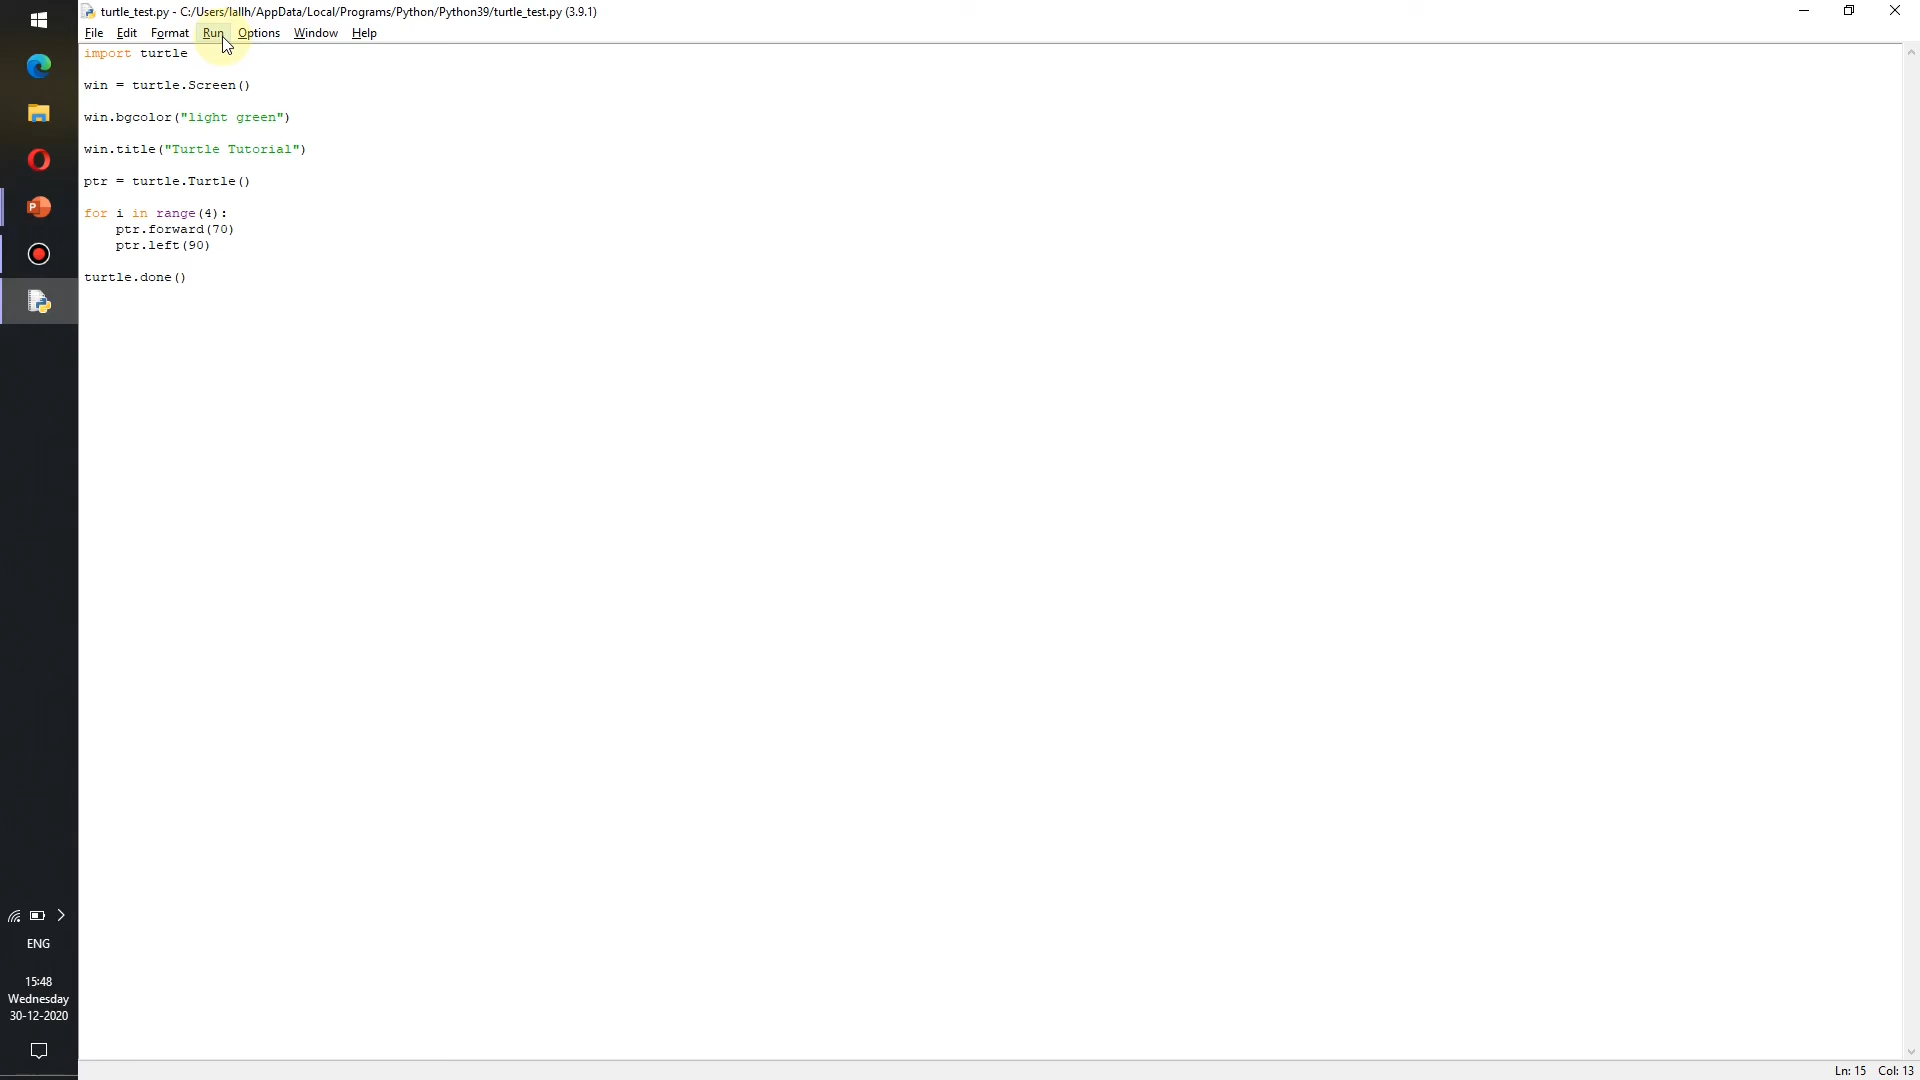 turtle_test.py - C:/Users/lallh/AppData/Local/Programs/Python/Python39/turtle_test.py (3.9.1)
File Edit Format Run Options Window Help
import turtle
win = turtle.Screen()
win.bgcolor("light green")
win.title("Turtle Tutorial")
ptr = turtle.Turtle()
for i in range(4):
    ptr.forward(70)
    ptr.left(90)
turtle.done()
P
ENG
15:48
Wednesday
30-12-2020
Ln: 15 Col: 13